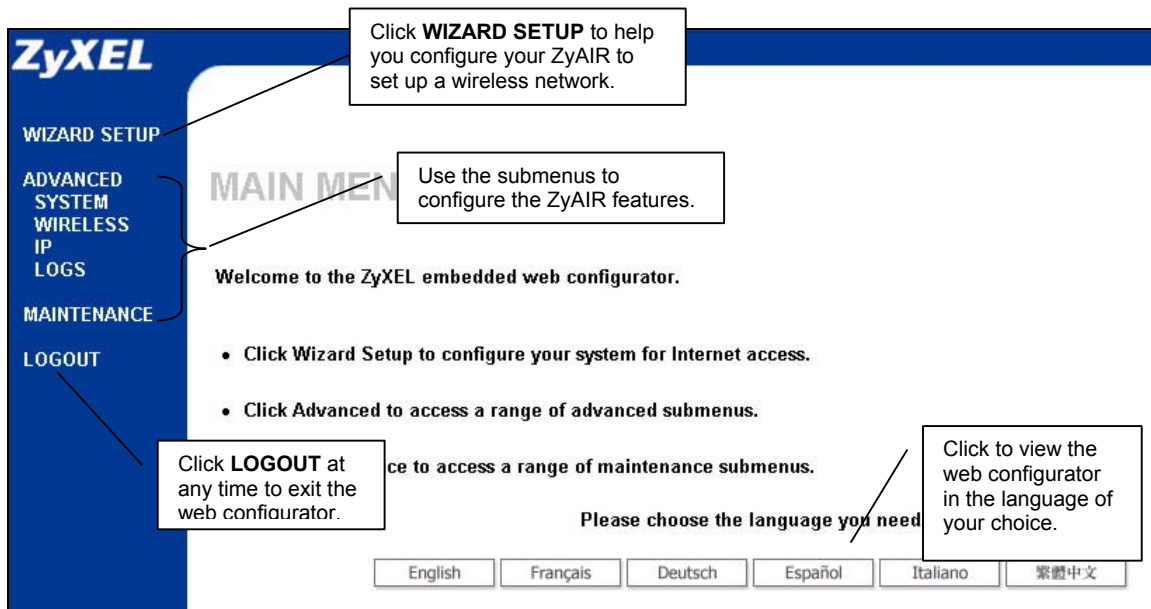 Click WIZARD SETUP to help
you configure your ZyAIR to
set up a wireless network.
ZyXEL
WIZARD SETUP
ADVANCED
SYSTEM
WIRELESS
IP
LOGS
MAINTENANCE
LOGOUT
MAIN MEN
Use the submenus to
configure the ZyAIR features.
Welcome to the ZyXEL embedded web configurator.
• Click Wizard Setup to configure your system for Internet access.
• Click Advanced to access a range of advanced submenus.
ce to access a range of maintenance submenus.
Click LOGOUT at
any time to exit the
web configurator.
Click to view the
web configurator
in the language of
your choice.
Please choose the language you need
English
Français
Deutsch
Español
Italiano
繁體中文